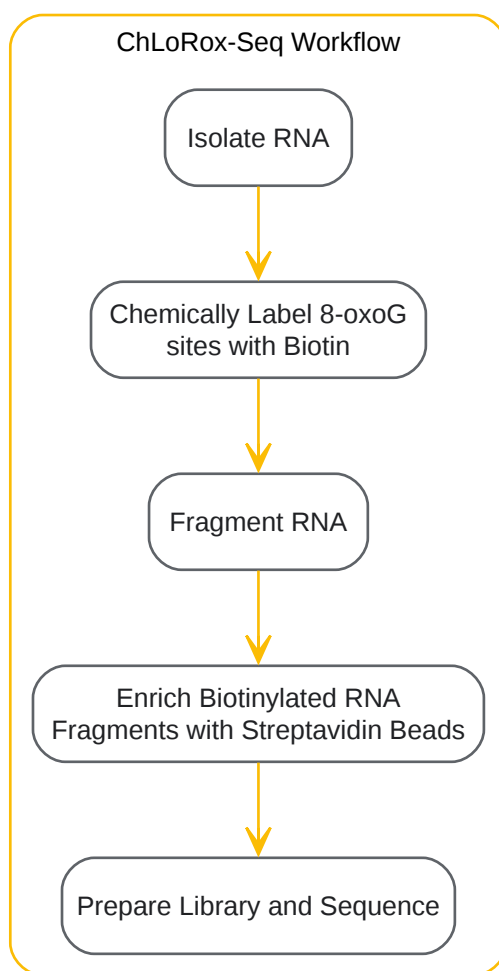 ChLoRox-Seq Workflow
Isolate RNA
Chemically Label 8-oxoG
sites with Biotin
Fragment RNA
Enrich Biotinylated RNA
Fragments with Streptavidin Beads
Prepare Library and Sequence